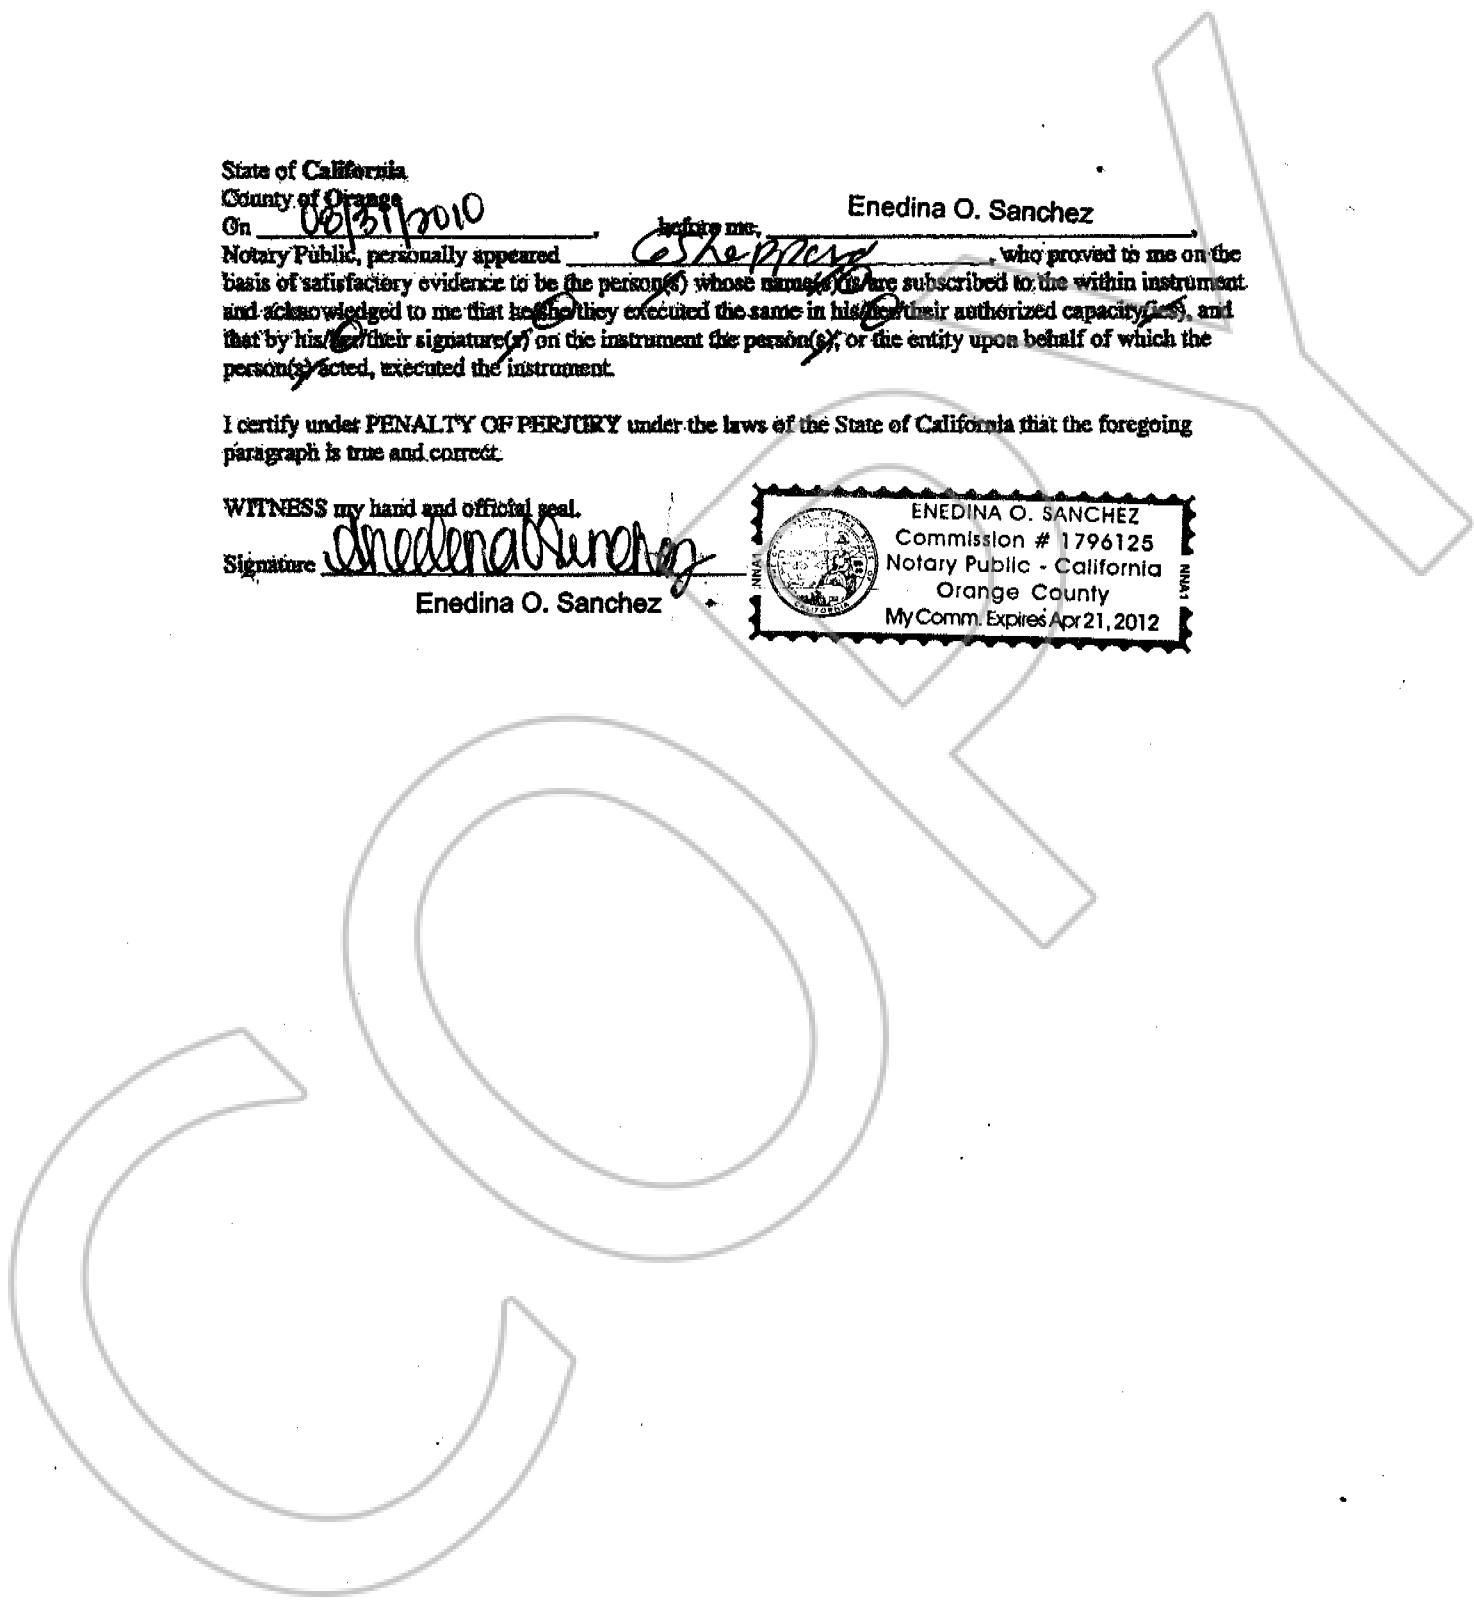 State of California
County of Orange
On 08/31/2010 before me, Enedina O. Sanchez
Notary Public, personally appeared C Sheppard, who proved to me on the
basis of satisfactory evidence to be the person(s) whose name(s) is/are subscribed to the within instrument
and acknowledged to me that he/she/they executed the same in his/her/their authorized capacity(ies), and
that by his/her/their signature(s) on the instrument the person(s), or the entity upon behalf of which the
person(s) acted, executed the instrument.
I certify under PENALTY OF PERJURY under the laws of the State of California that the foregoing
paragraph is true and correct.
WITNESS my hand and official seal.
Signature Enedina O Sanchez
Enedina O. Sanchez
ENEDINA O. SANCHEZ
Commission # 1796125
Notary Public - California
Orange County
My Comm. Expires Apr 21, 2012
NNA1
NNA1
COPY